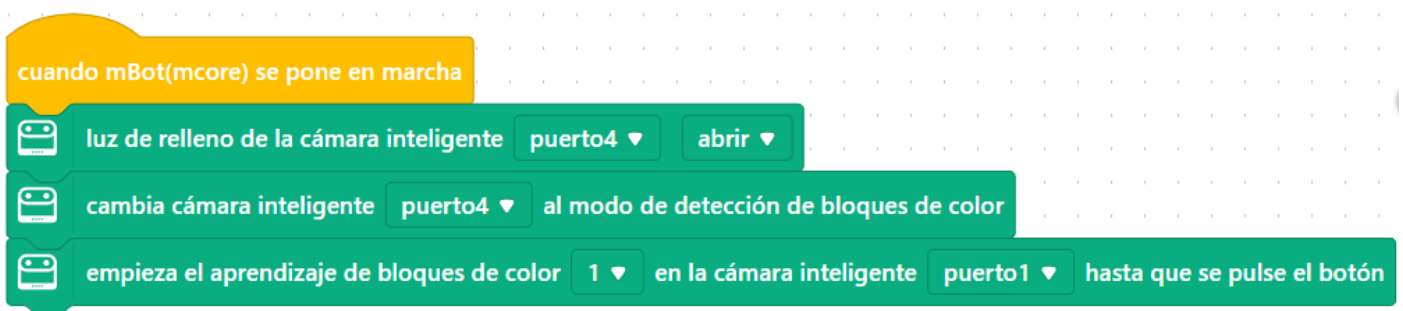 cuando mBot(mcore) se pone en marcha
luz de relleno de la cámara inteligente puerto4 abrir
cambia cámara inteligente puerto4 al modo de detección de bloques de color
empieza el aprendizaje de bloques de color 1 en la cámara inteligente puerto1 hasta que se pulse el botón